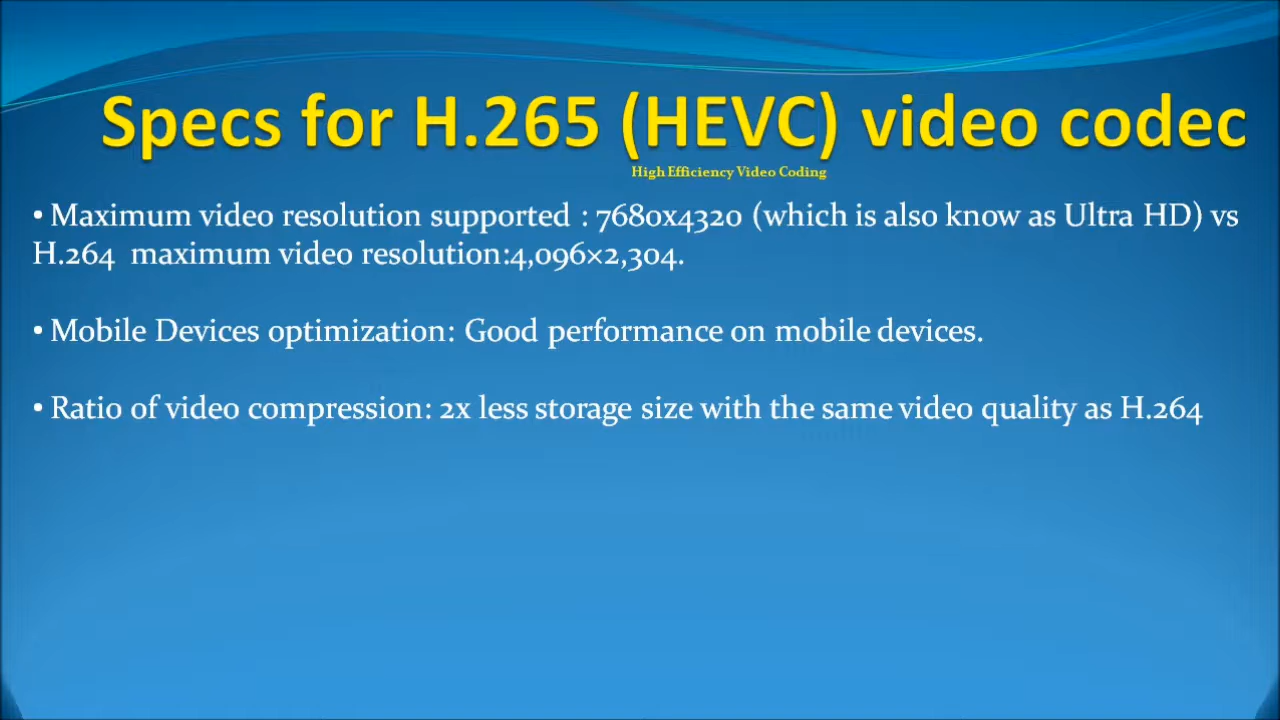 Specs for H.265 (HEVC) video codec
High Efficiency Video Coding
• Maximum video resolution supported : 7680x4320 (which is also know as Ultra HD) vs
H.264  maximum video resolution:4,096×2,304.
• Mobile Devices optimization: Good performance on mobile devices.
• Ratio of video compression: 2x less storage size with the same video quality as H.264